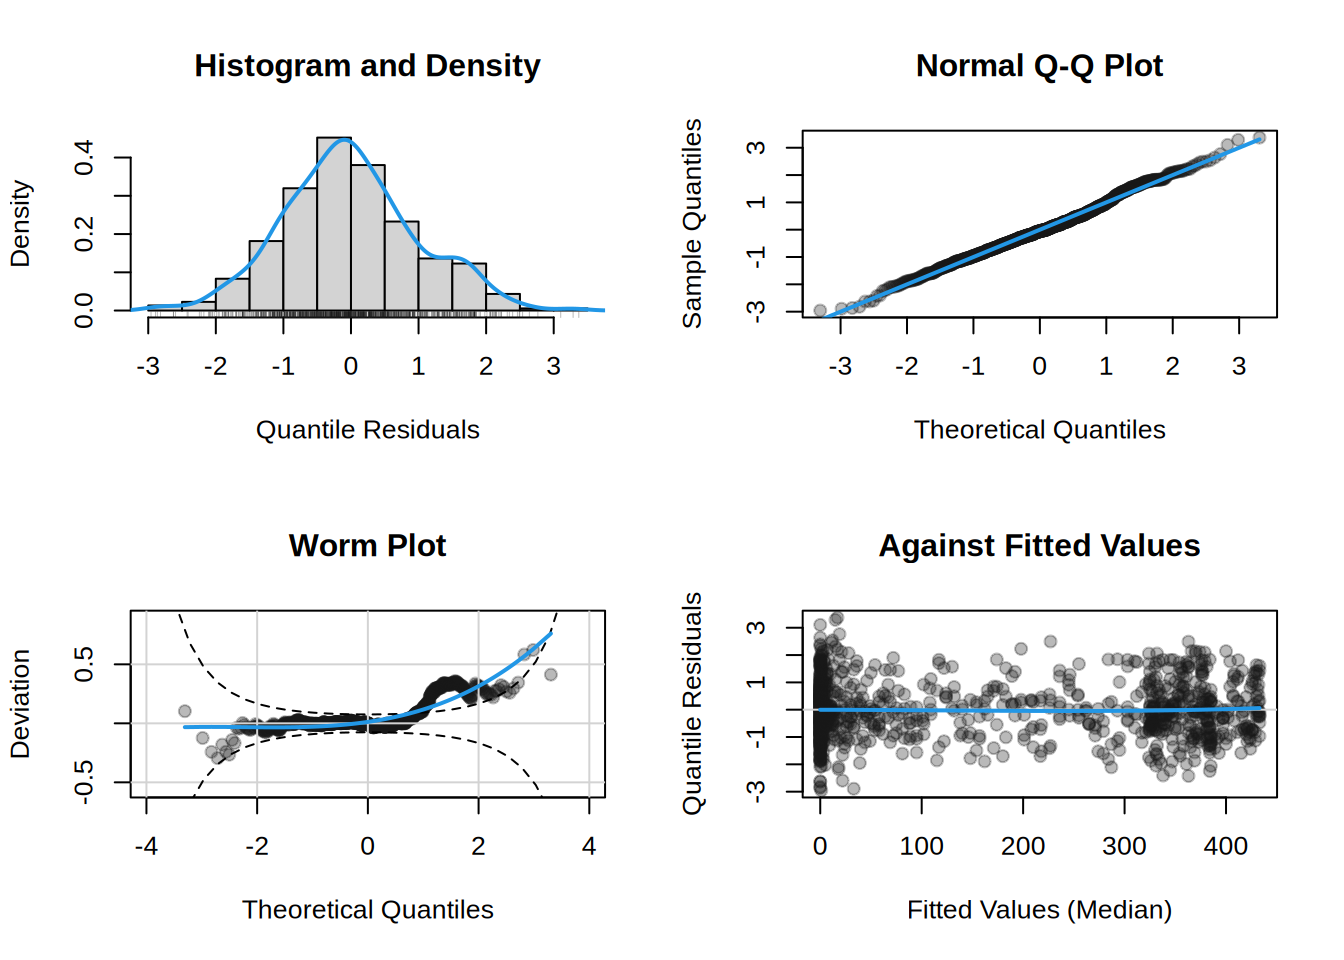 Histogram and Density
Density
0.0 0.2 0.4
-3 -2 -1 0 1 2 3
Quantile Residuals
Normal Q-Q Plot
Sample Quantiles
-3 -1 1 3
-3 -2 -1 0 1 2 3
Theoretical Quantiles
Worm Plot
Deviation
-0.5 0.5
-4 -2 0 2 4
Theoretical Quantiles
Against Fitted Values
Quantile Residuals
-3 -1 1 3
0 100 200 300 400
Fitted Values (Median)